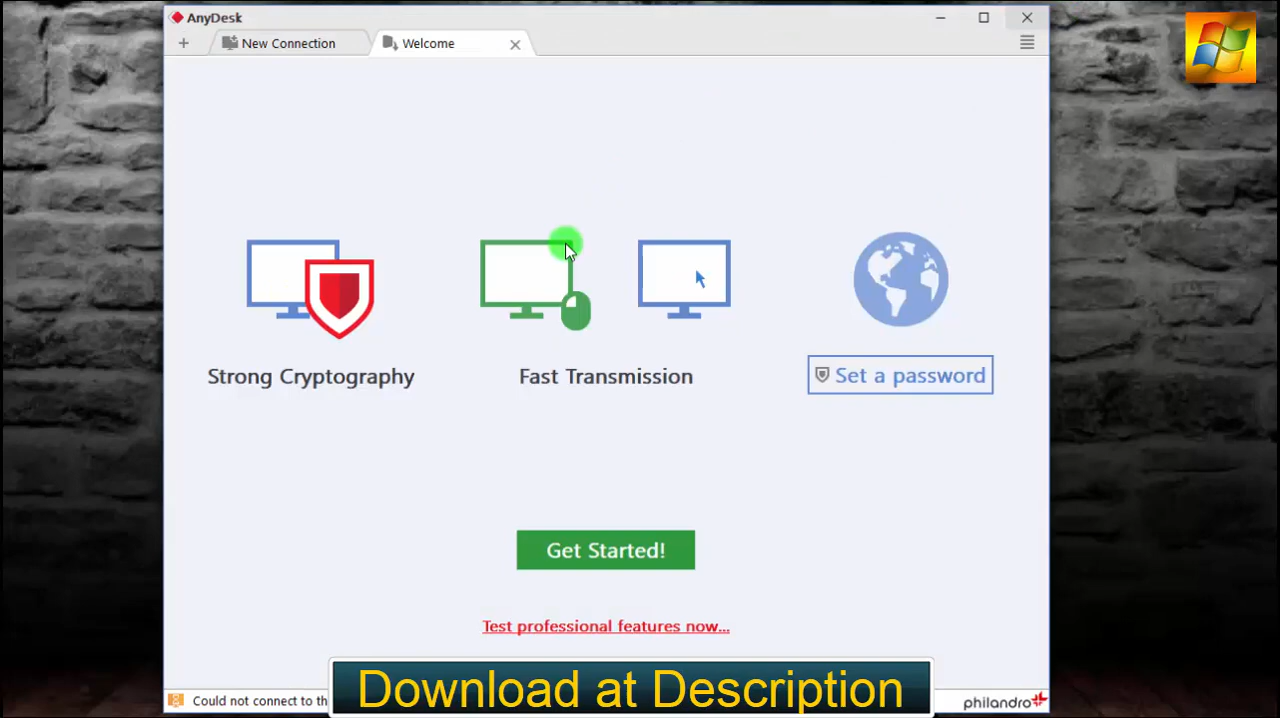 AnyDesk
New Connection
Welcome
Strong Cryptography
Fast Transmission
Set a password
Get Started!
Test professional features now...
Could not connect to th
Download at Description
philandro